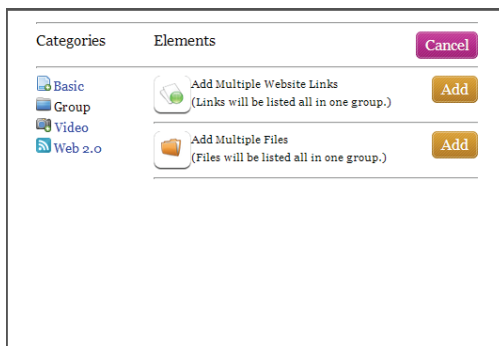 Categories
Elements
Cancel
Basic
Group
Video
Web 2.0
Add Multiple Website Links
(Links will be listed all in one group.)
Add
Add Multiple Files
(Files will be listed all in one group.)
Add